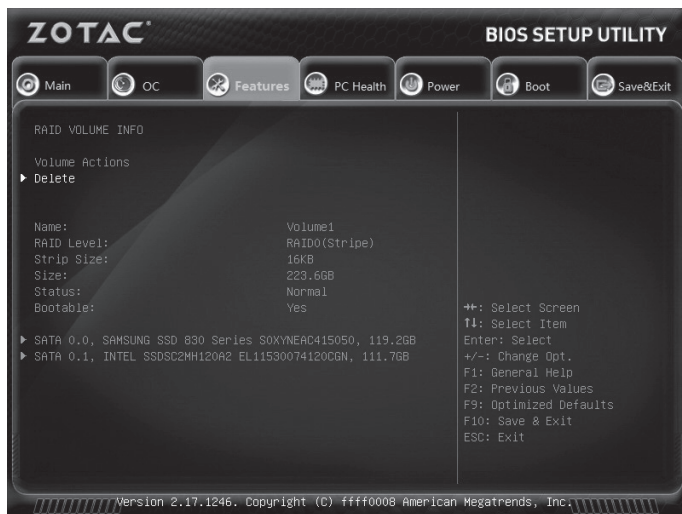 ZOTAC
BIOS SETUP UTILITY
Main OC Features PC Health Power Boot Save&Exit
RAID VOLUME INFO
Volume Actions
Delete
Name: Volume1
RAID Level: RAID0(Stripe)
Strip Size: 16KB
Size: 223.6GB
Status: Normal
Bootable: Yes
SATA 0.0, SAMSUNG SSD 830 Series S0XYNEAC415050, 119.2GB
SATA 0.1, INTEL SSDSC2MH120A2 EL11530074120CGN, 111.7GB
→←: Select Screen
↑↓: Select Item
Enter: Select
+/-: Change Opt.
F1: General Help
F2: Previous Values
F9: Optimized Defaults
F10: Save & Exit
ESC: Exit
Version 2.17.1246. Copyright (C) ffff0008 American Megatrends, Inc.